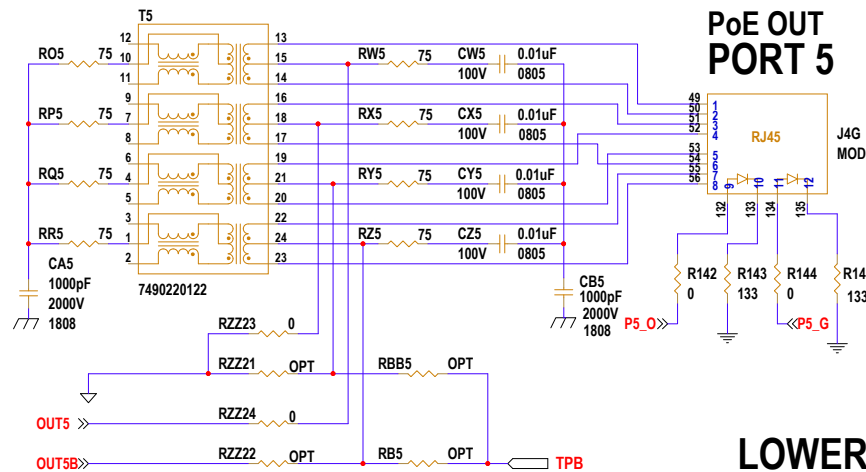 T5
PoE OUT
PORT 5
12
10
11
9
7
8
6
4
5
3
1
2
13
15
14
16
18
17
19
21
20
22
24
23
RO5 75
RP5 75
RQ5 75
RR5 75
CA5
1000pF
2000V
1808
7490220122
RW5 75
CW5 0.01uF
100V 0805
RX5 75
CX5 0.01uF
100V 0805
RY5 75
CY5 0.01uF
100V 0805
RZ5 75
CZ5 0.01uF
100V 0805
CB5
1000pF
2000V
1808
49
50
51
52
53
54
55
56
1
2
3
4
5
6
7
8
RJ45
9
10
11
12
J4G
MOD
132
133
134
135
R142
0
R143
133
R144
0
R14
133
P5_O
P5_G
RZZ23 0
RZZ21 OPT
RBB5 OPT
RZZ24 0
OUT5
RZZ22 OPT
OUT5B
RB5 OPT
TPB
LOWER